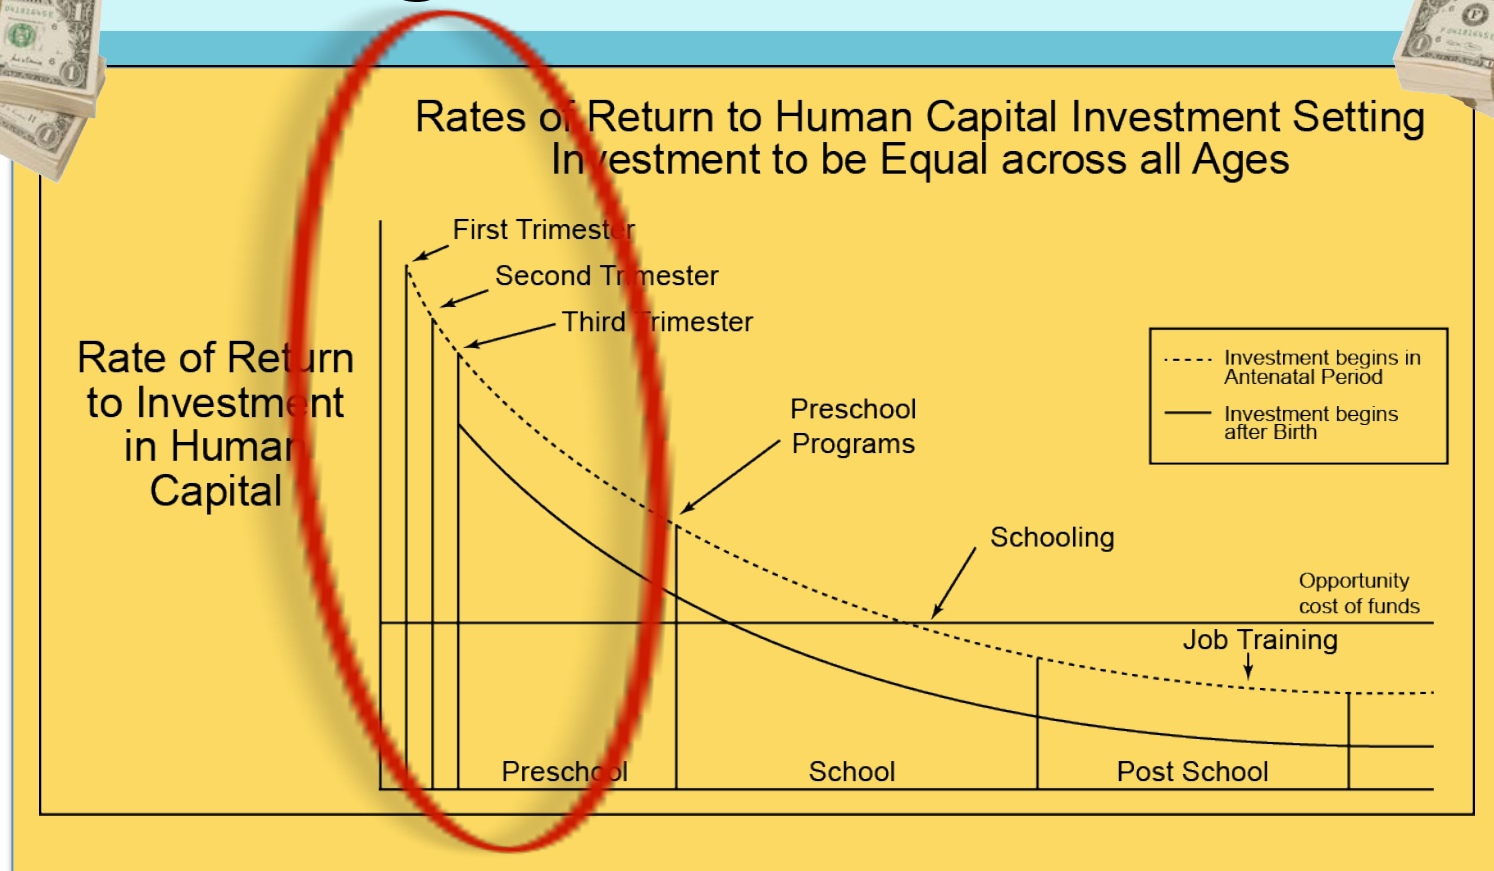 Rates of Return to Human Capital Investment Setting
Investment to be Equal across all Ages
First Trimester
Second Trimester
Third Trimester
Rate of Return
to Investment
in Human
Capital
Investment begins in
Antenatal Period
Investment begins
after Birth
Preschool
Programs
Schooling
Opportunity
cost of funds
Job Training
Preschool
School
Post School